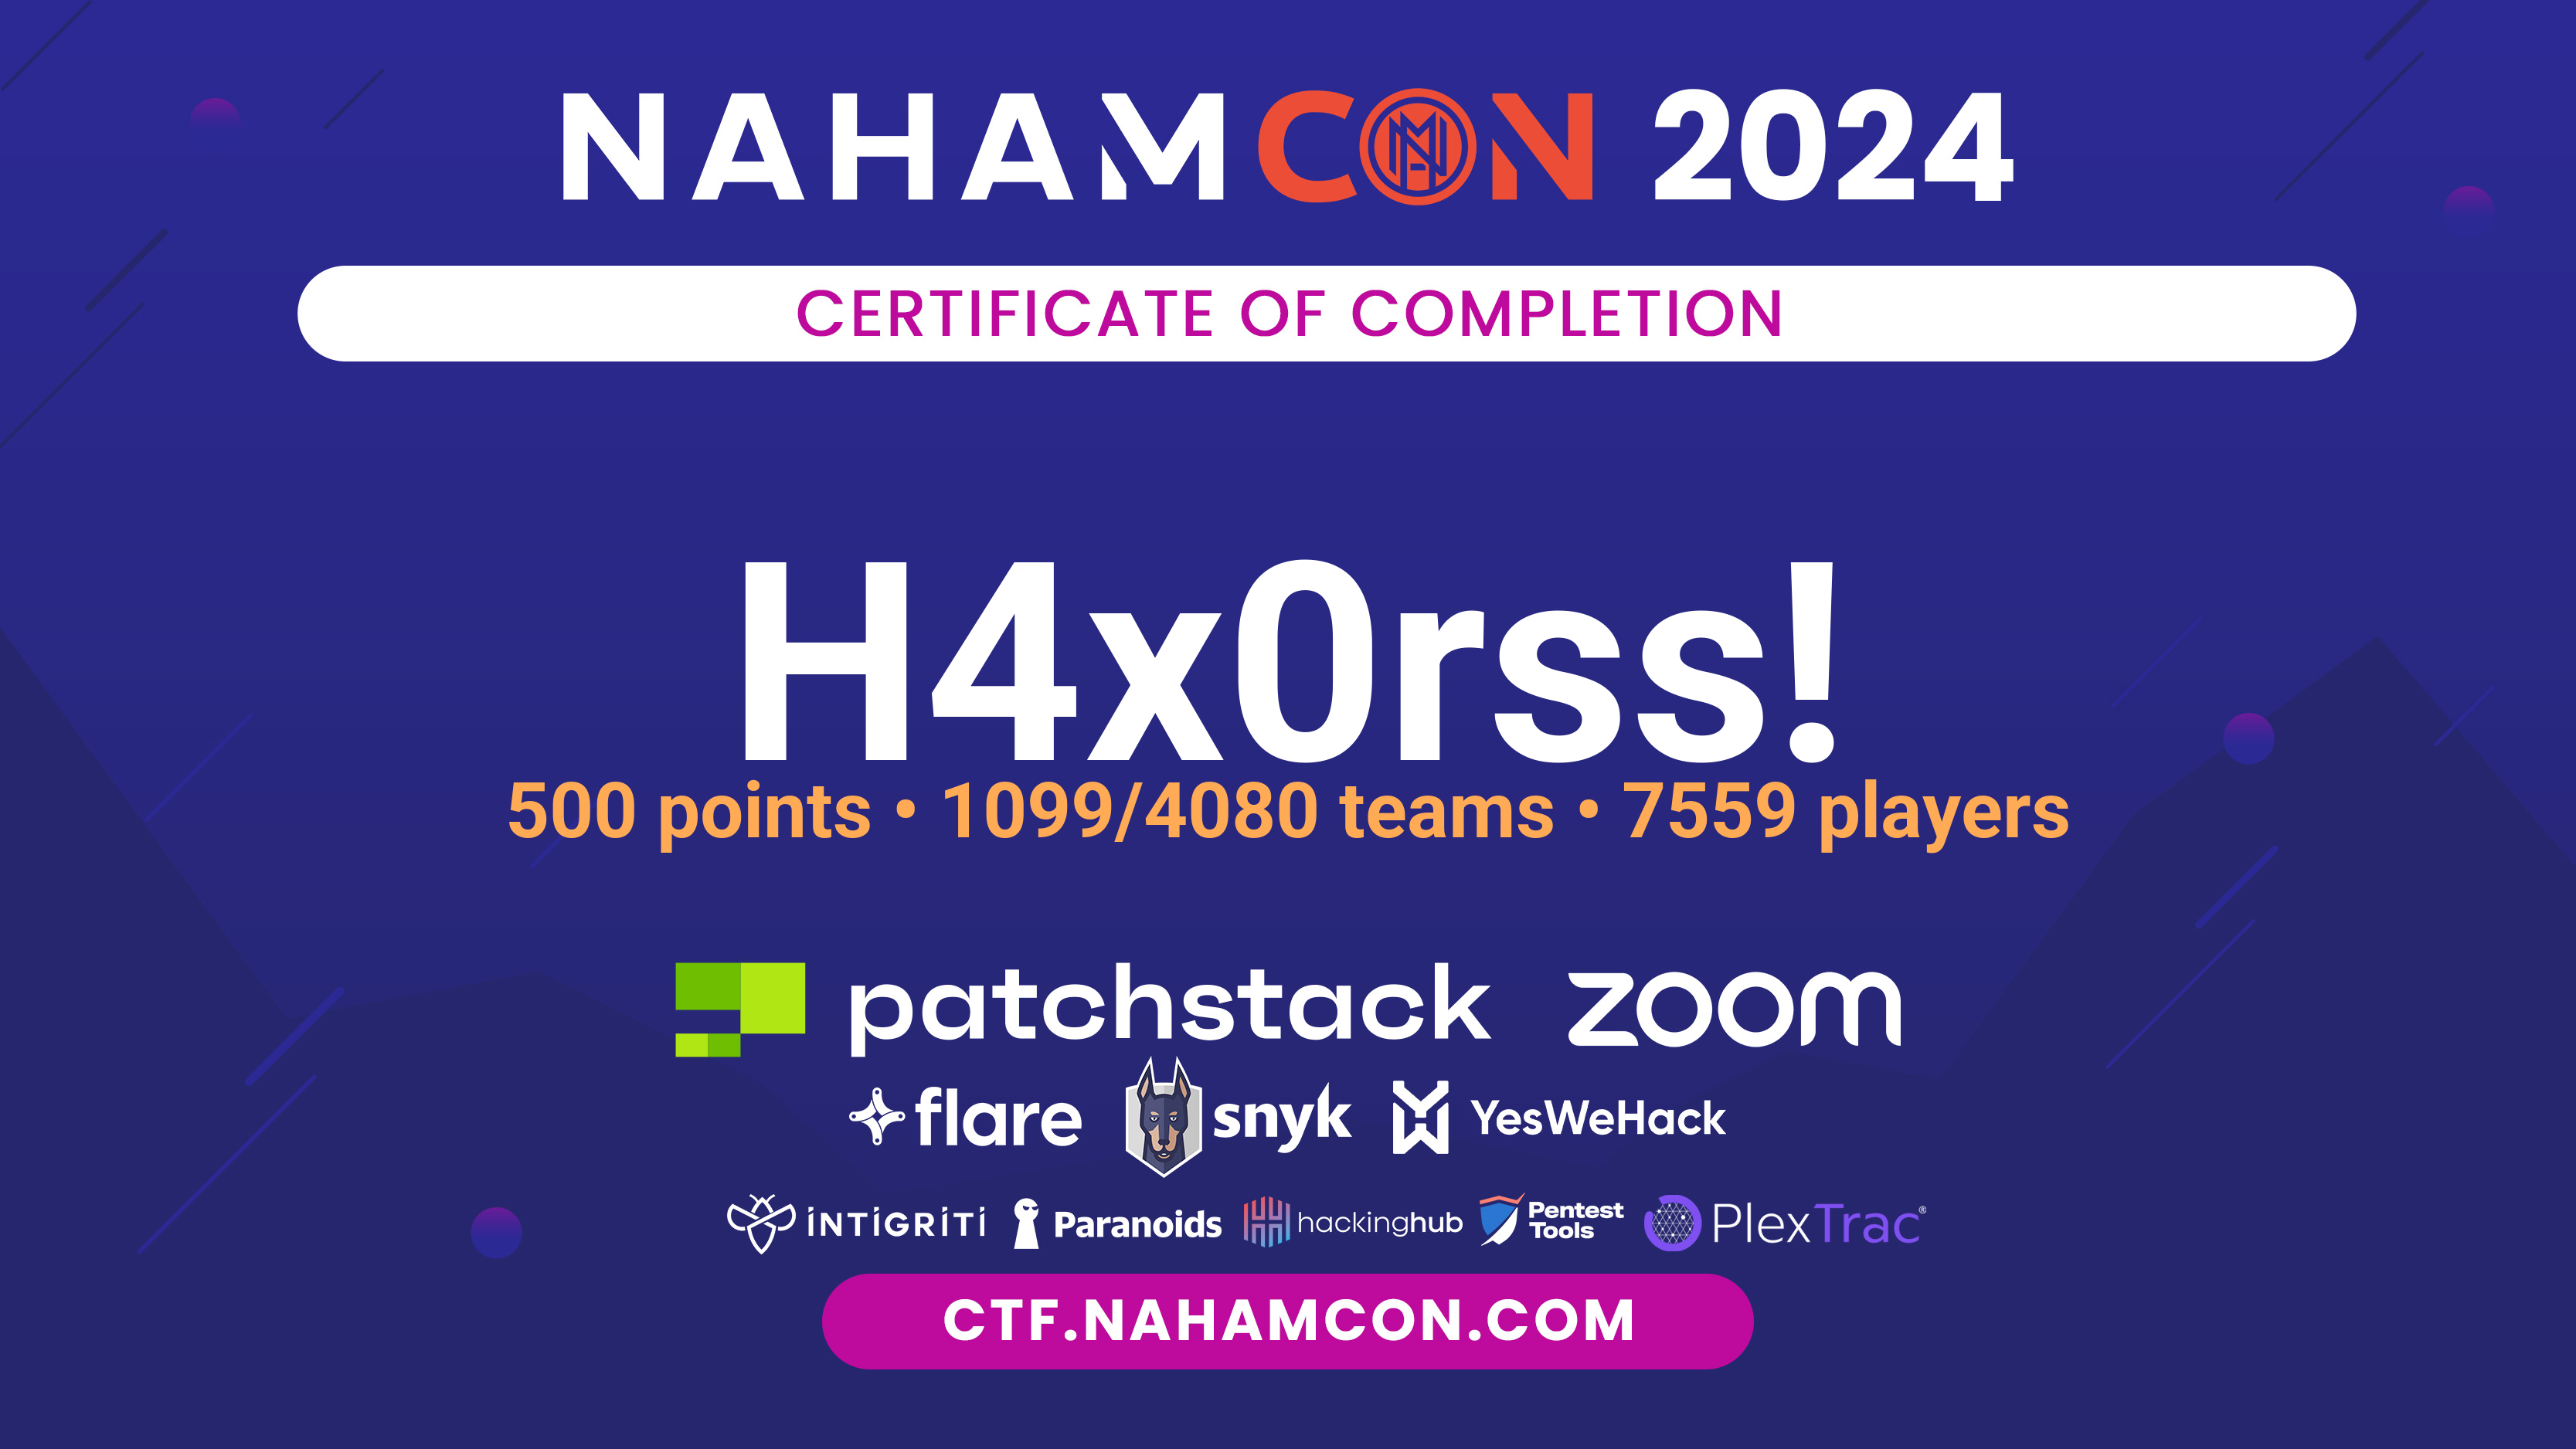 NAHAMCON 2024
CERTIFICATE OF COMPLETION
H4x0rss!
500 points • 1099/4080 teams • 7559 players
patchstack zoom
flare snyk YesWeHack
INTIGRITI Paranoids hackinghub Pentest Tools PlexTrac®
CTF.NAHAMCON.COM